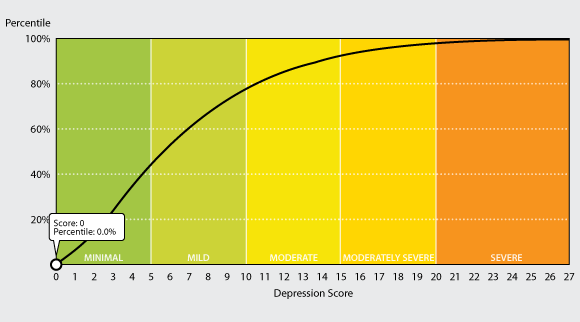 Percentile
100%
80%
60%
40%
20%
Score: 0
Percentile: 0.0%
MINIMAL MILD MODERATE MODERATELY SEVERE SEVERE
0 1 2 3 4 5 6 7 8 9 10 11 12 13 14 15 16 17 18 19 20 21 22 23 24 25 26 27
Depression Score